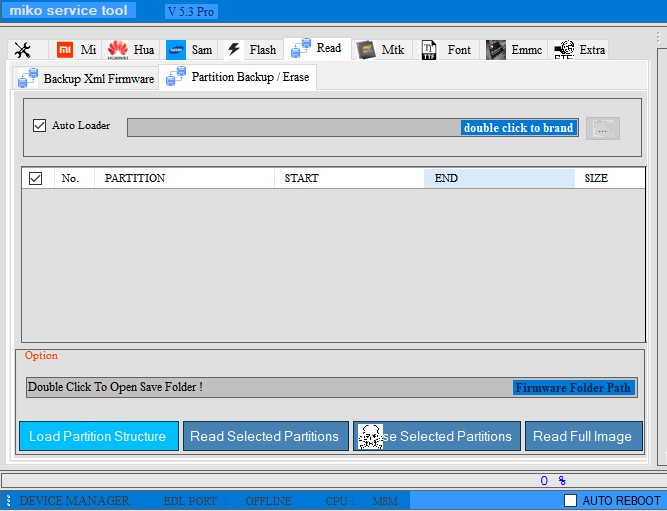 miko service tool V 5.3 Pro
Mi HUAWEI Hua Sam Flash Read Mtk TTF Font Emmc Extra
Backup Xml Firmware Partition Backup / Erase
Auto Loader double click to brand ...
No. PARTITION START END SIZE
Option
Double Click To Open Save Folder ! Firmware Folder Path
Load Partition Structure Read Selected Partitions se Selected Partitions Read Full Image
0 %
DEVICE MANAGER EDL PORT : OFFLINE CPU : MSM AUTO REBOOT